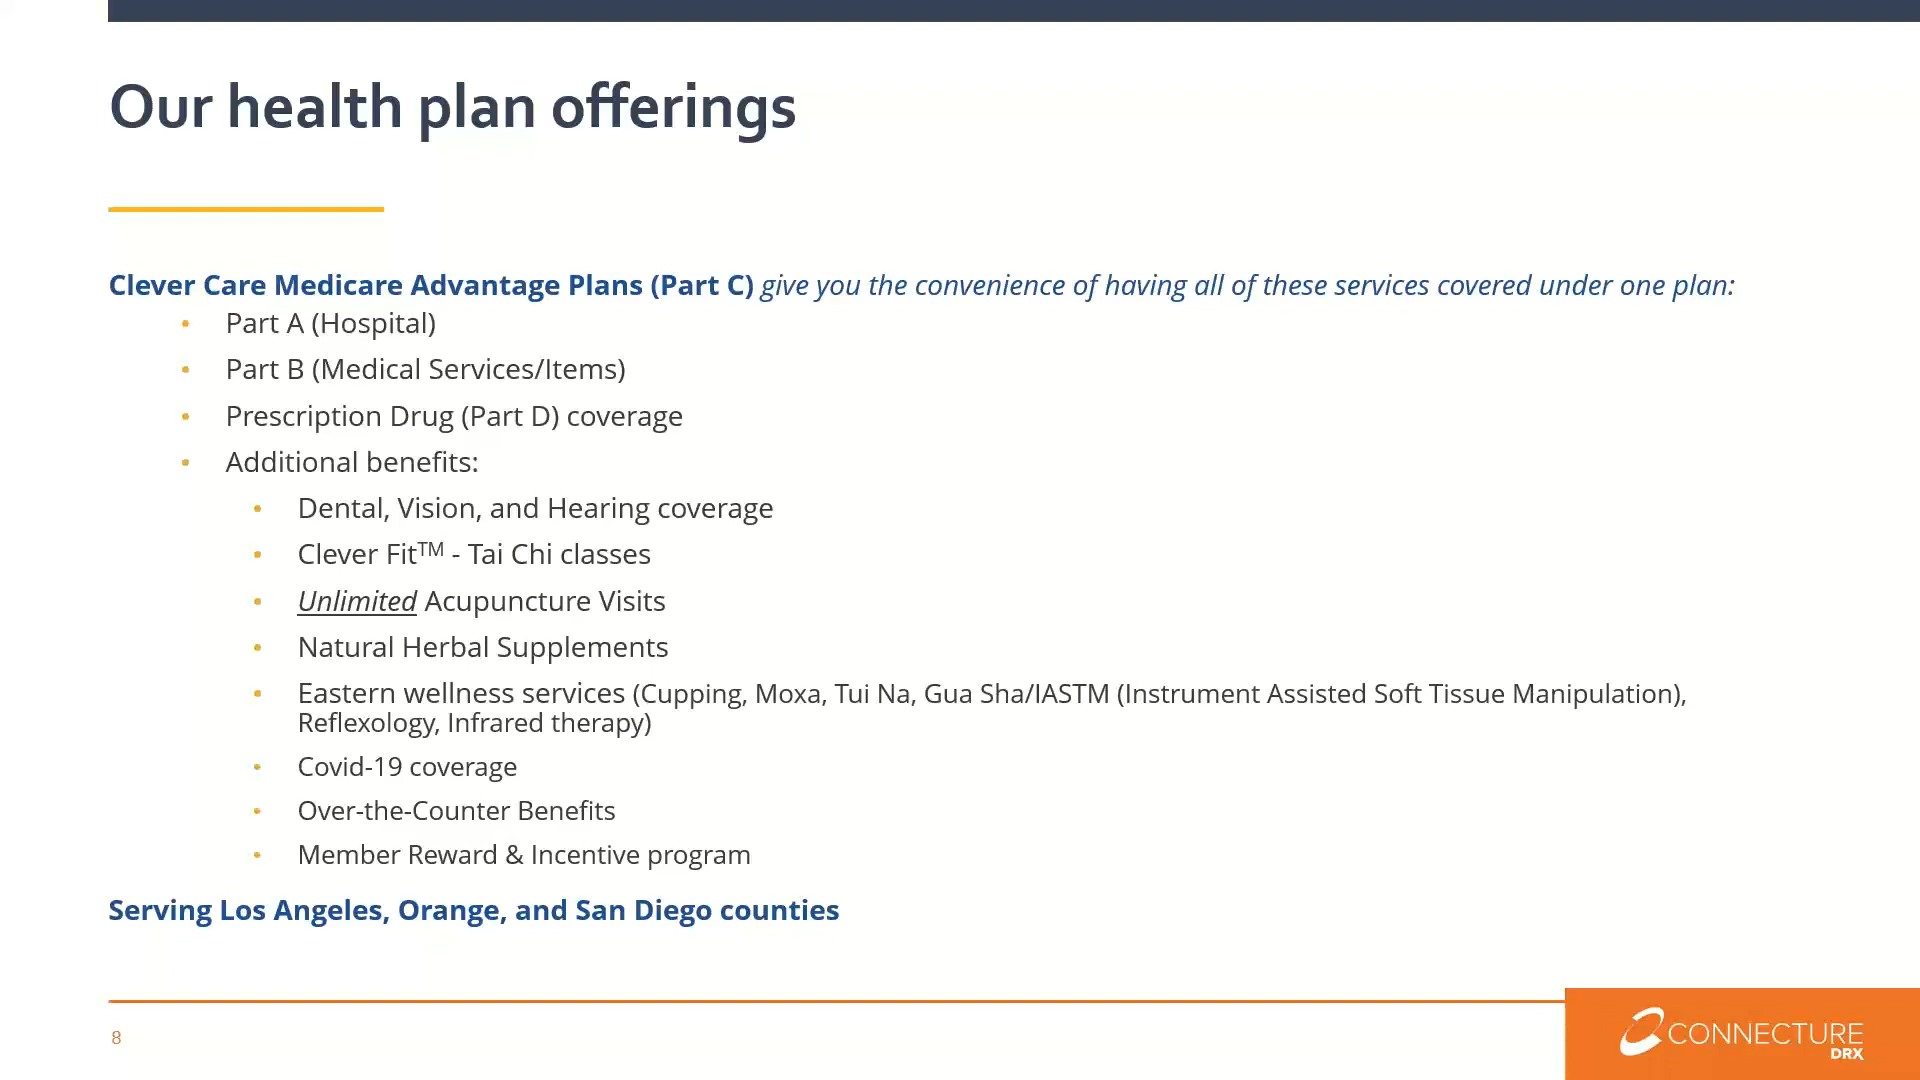 Our health plan offerings
Clever Care Medicare Advantage Plans (Part C) give you the convenience of having all of these services covered under one plan:
• Part A (Hospital)
• Part B (Medical Services/Items)
• Prescription Drug (Part D) coverage
• Additional benefits:
• Dental, Vision, and Hearing coverage
• Clever Fit™ - Tai Chi classes
• Unlimited Acupuncture Visits
• Natural Herbal Supplements
• Eastern wellness services (Cupping, Moxa, Tui Na, Gua Sha/IASTM (Instrument Assisted Soft Tissue Manipulation),
Reflexology, Infrared therapy)
• Covid-19 coverage
• Over-the-Counter Benefits
• Member Reward & Incentive program
Serving Los Angeles, Orange, and San Diego counties
8
CONNECTURE
DRX